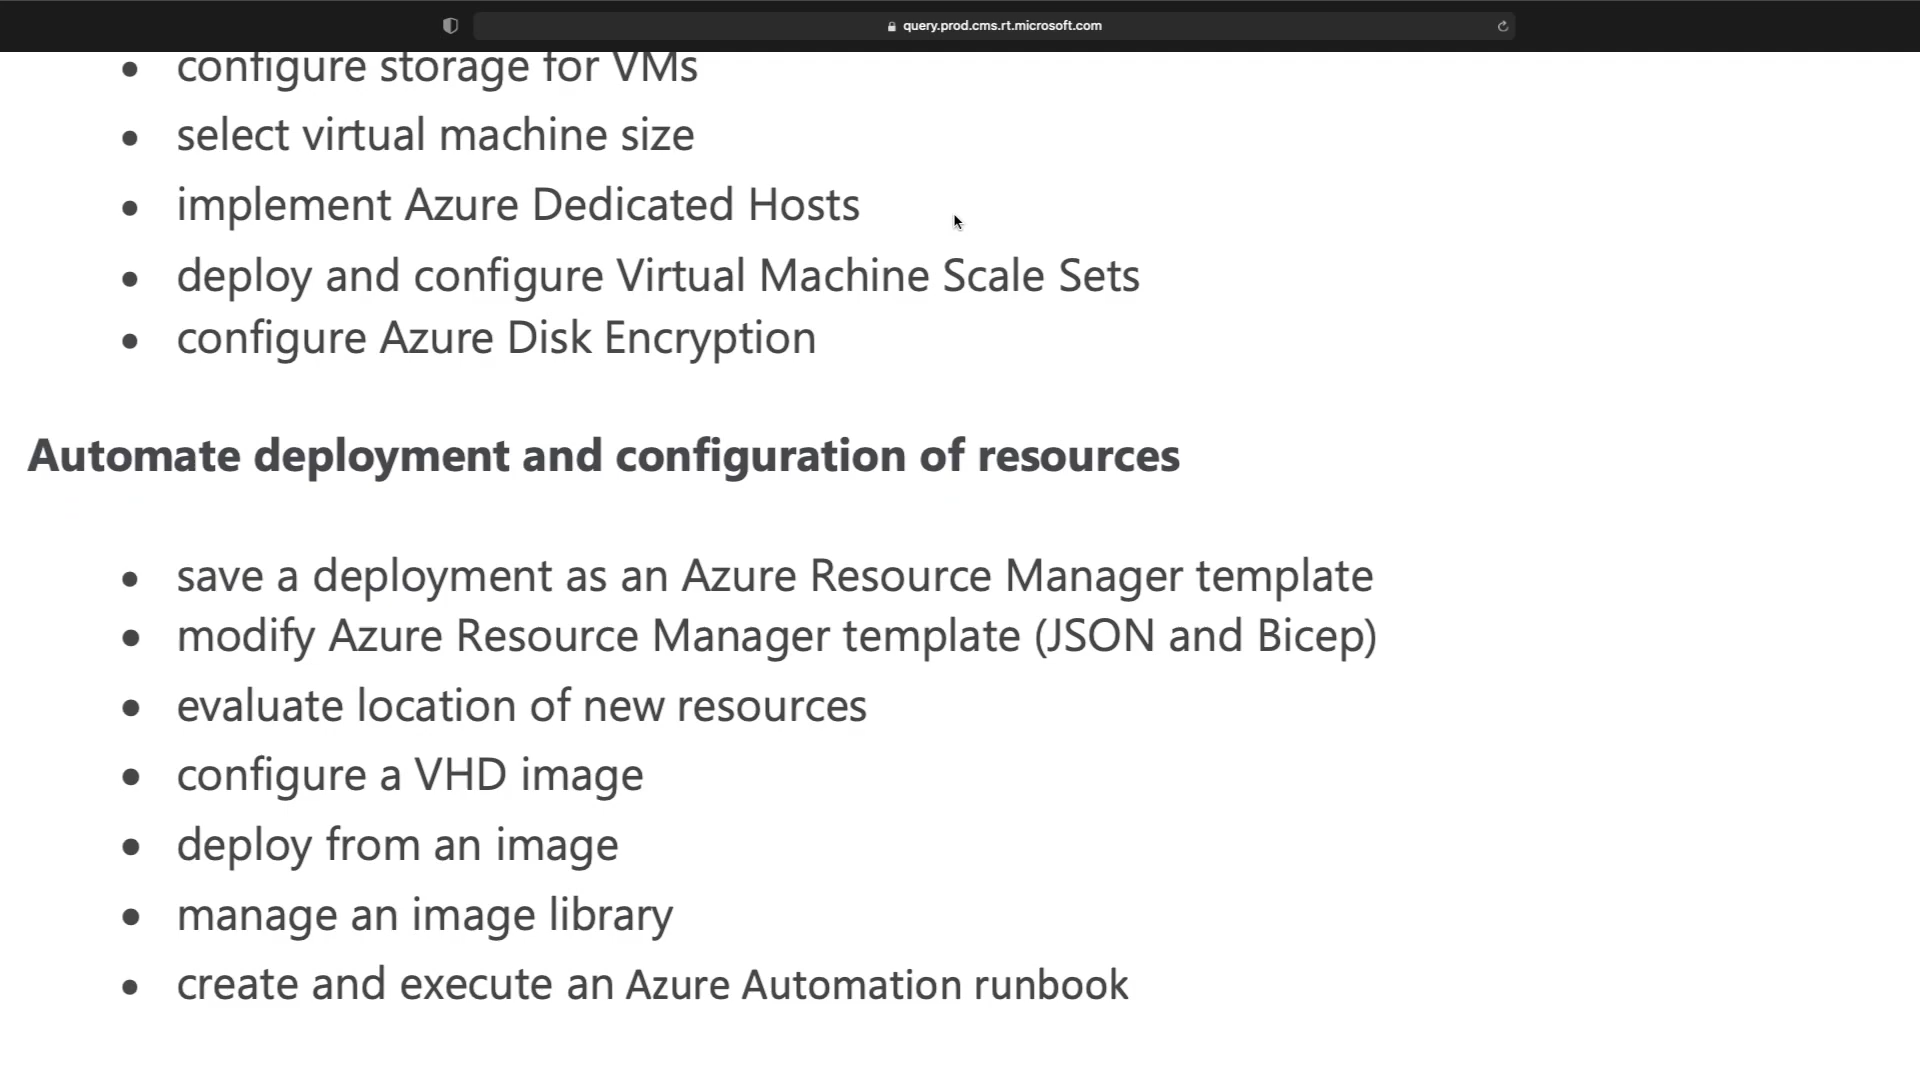 query.prod.cms.rt.microsoft.com
• configure storage for VMs
• select virtual machine size
• implement Azure Dedicated Hosts
• deploy and configure Virtual Machine Scale Sets
• configure Azure Disk Encryption
Automate deployment and configuration of resources
• save a deployment as an Azure Resource Manager template
• modify Azure Resource Manager template (JSON and Bicep)
• evaluate location of new resources
• configure a VHD image
• deploy from an image
• manage an image library
• create and execute an Azure Automation runbook